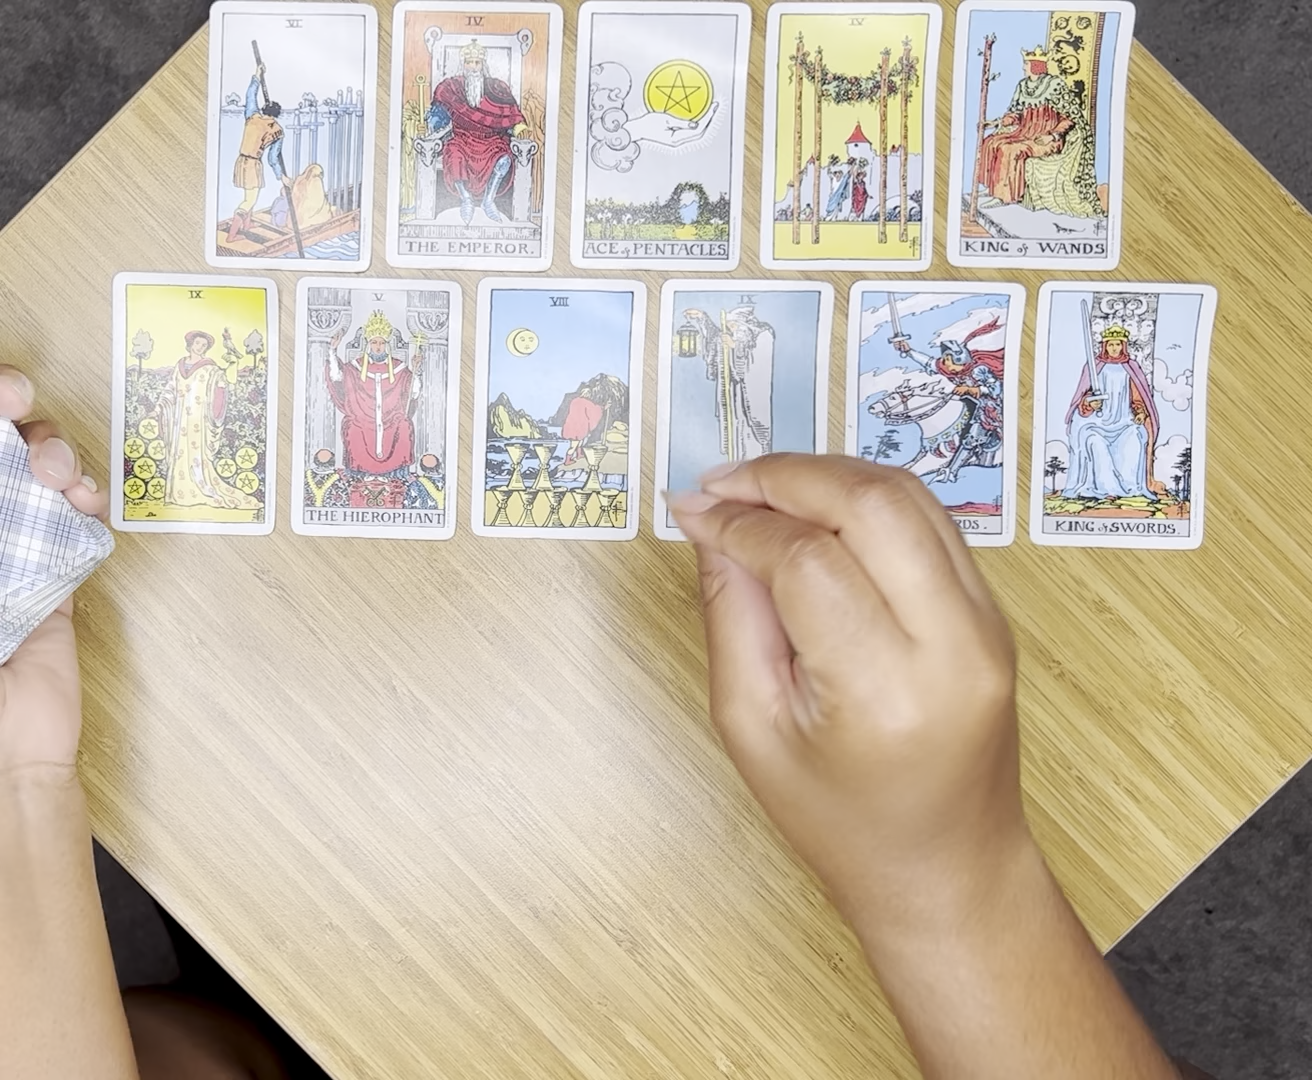 VI
IV
THE EMPEROR.
ACE of PENTACLES.
IV
KING of WANDS
IX
V
THE HIEROPHANT
VIII
IX
RDS.
KING of SWORDS.